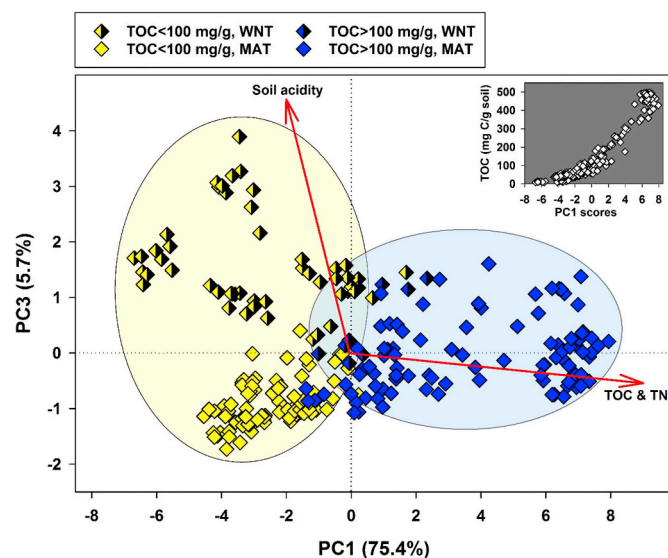 TOC<100 mg/g, WNT TOC>100 mg/g, WNT
TOC<100 mg/g, MAT TOC>100 mg/g, MAT
Soil acidity
TOC (mg C/g soil)
500
400
300
200
100
0
-8 -6 -4 -2 0 2 4 6 8
PC1 scores
PC3 (5.7%)
4
3
2
1
0
-1
-2
TOC & TN
-8 -6 -4 -2 0 2 4 6 8
PC1 (75.4%)